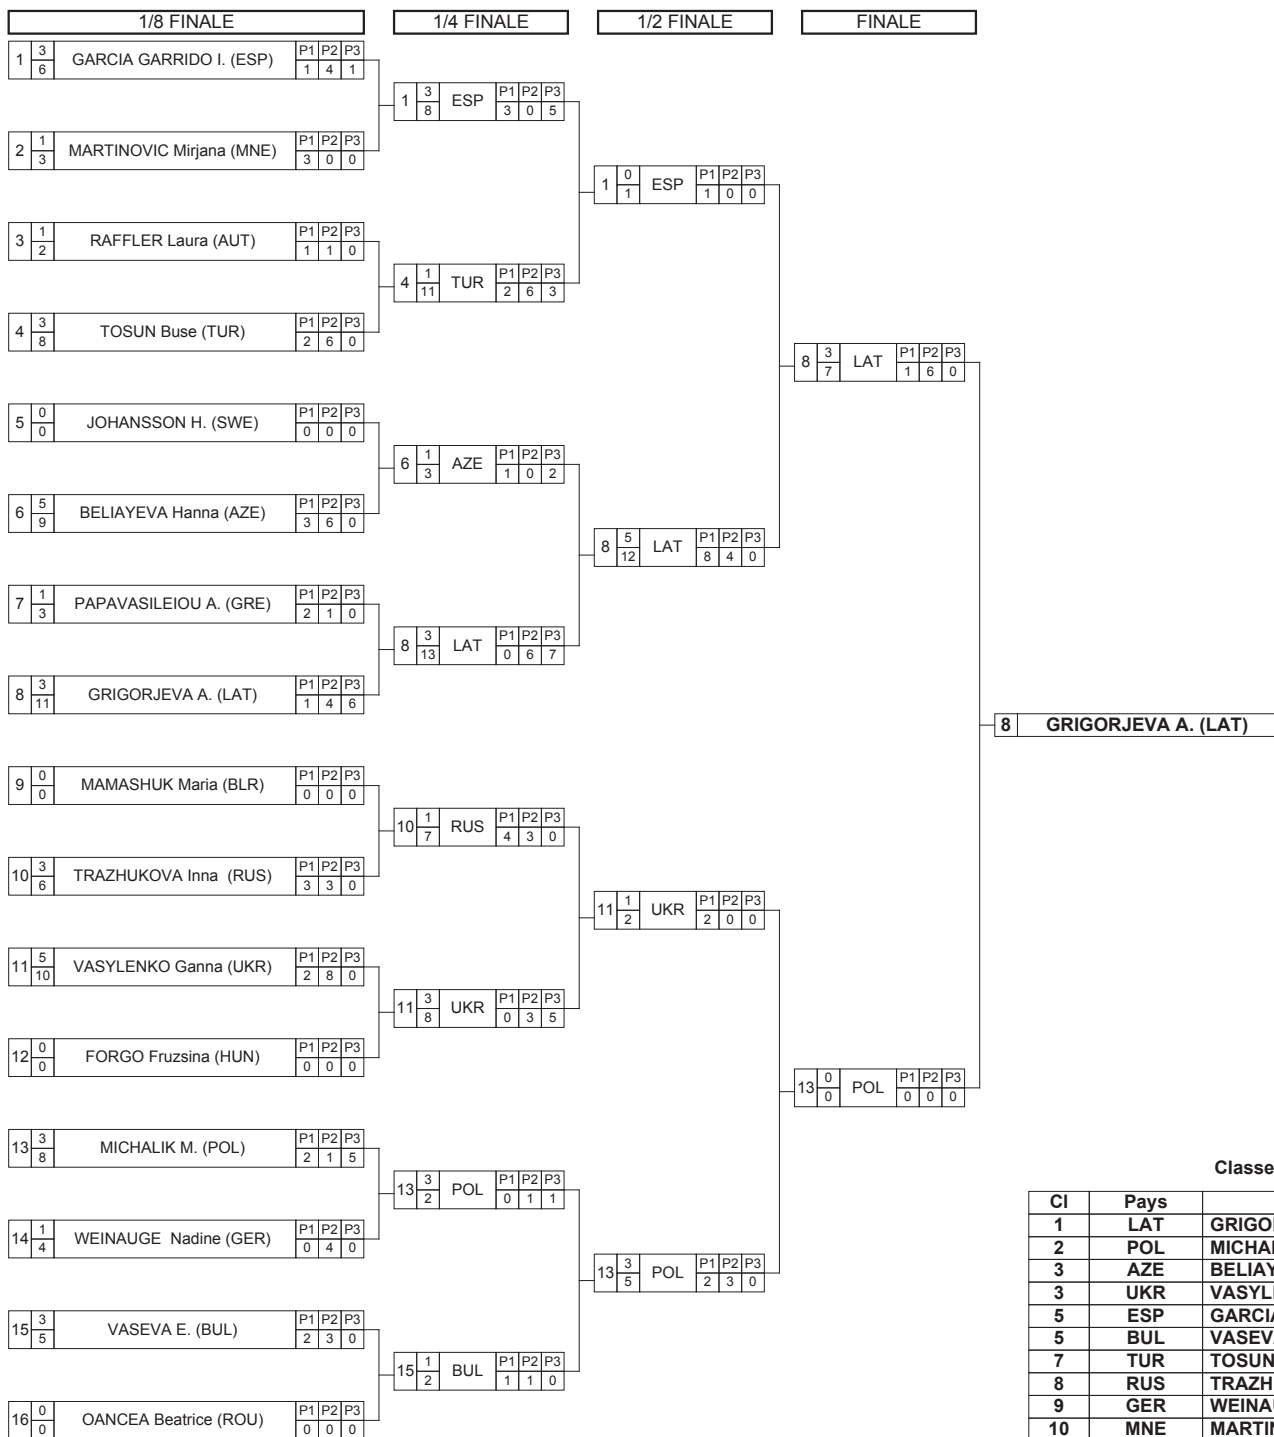 1/8 FINALE 1/4 FINALE 1/2 FINALE FINALE
1 3 6 GARCIA GARRIDO I. (ESP) P1 P2 P3 1 4 1
1 3 8 ESP P1 P2 P3 3 0 5
2 1 3 MARTINOVIC Mirjana (MNE) P1 P2 P3 3 0 0
1 0 1 ESP P1 P2 P3 1 0 0
3 1 2 RAFFLER Laura (AUT) P1 P2 P3 1 1 0
4 1 11 TUR P1 P2 P3 2 6 3
4 3 8 TOSUN Buse (TUR) P1 P2 P3 2 6 0
8 3 7 LAT P1 P2 P3 1 6 0
5 0 0 JOHANSSON H. (SWE) P1 P2 P3 0 0 0
6 1 3 AZE P1 P2 P3 1 0 2
6 5 9 BELIAYEVA Hanna (AZE) P1 P2 P3 3 6 0
8 5 12 LAT P1 P2 P3 8 4 0
7 1 3 PAPAVASILEIOU A. (GRE) P1 P2 P3 2 1 0
8 3 13 LAT P1 P2 P3 0 6 7
8 3 11 GRIGORJEVA A. (LAT) P1 P2 P3 1 4 6
8 GRIGORJEVA A. (LAT)
9 0 0 MAMASHUK Maria (BLR) P1 P2 P3 0 0 0
10 1 7 RUS P1 P2 P3 4 3 0
10 3 6 TRAZHUKOVA Inna (RUS) P1 P2 P3 3 3 0
11 1 2 UKR P1 P2 P3 2 0 0
11 5 10 VASYLENKO Ganna (UKR) P1 P2 P3 2 8 0
11 3 8 UKR P1 P2 P3 0 3 5
12 0 0 FORGO Fruzsina (HUN) P1 P2 P3 0 0 0
13 0 0 POL P1 P2 P3 0 0 0
13 3 8 MICHALIK M. (POL) P1 P2 P3 2 1 5
13 3 2 POL P1 P2 P3 0 1 1
14 1 4 WEINAUGE Nadine (GER) P1 P2 P3 0 4 0
13 3 5 POL P1 P2 P3 2 3 0
15 3 5 VASEVA E. (BUL) P1 P2 P3 2 3 0
15 1 2 BUL P1 P2 P3 1 1 0
16 0 0 OANCEA Beatrice (ROU) P1 P2 P3 0 0 0
Classe
Cl Pays
1 LAT GRIGO
2 POL MICHA
3 AZE BELIAY
3 UKR VASYL
5 ESP GARCI
5 BUL VASEV
7 TUR TOSUN
8 RUS TRAZH
9 GER WEINA
10 MNE MARTI